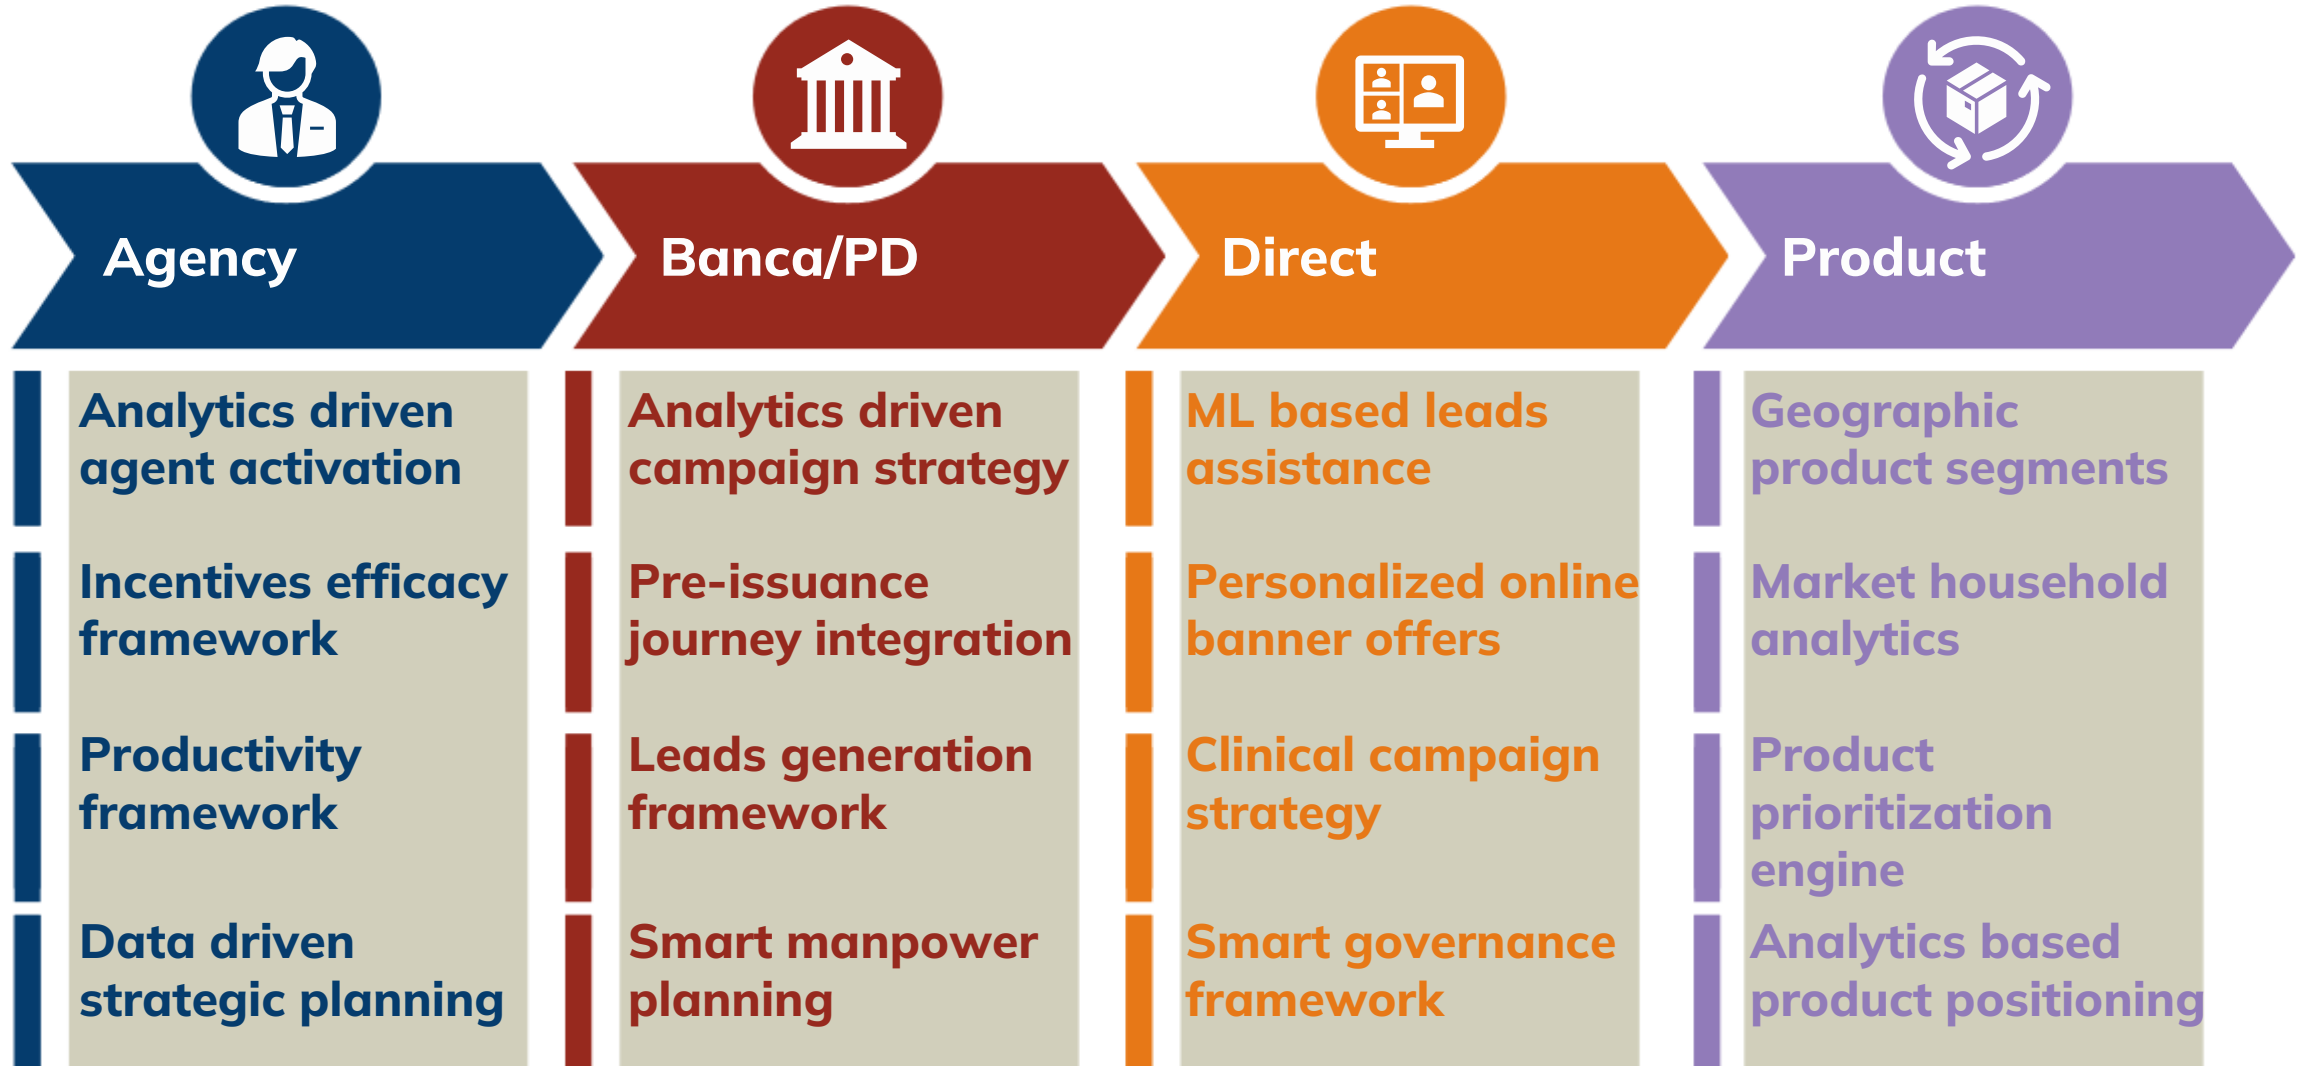 Agency
Analytics driven
agent activation
Incentives efficacy
framework
Productivity
framework
Data driven
strategic planning
Banca/PD
Analytics driven
campaign strategy
Pre-issuance
journey integration
Leads generation
framework
Smart manpower
planning
Direct
ML based leads
assistance
Personalized online
banner offers
Clinical campaign
strategy
Smart governance
framework
Product
Geographic
product segments
Market household
analytics
Product
prioritization
engine
Analytics based
product positioning